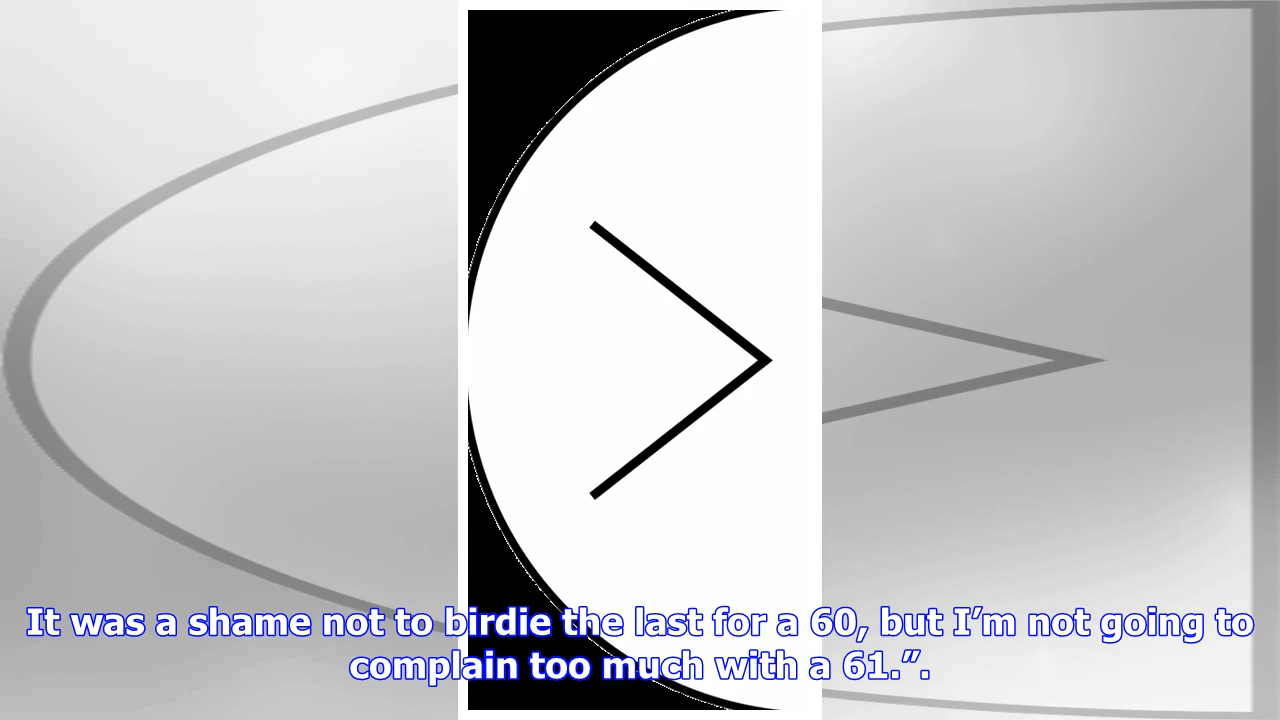 It was a shame not to birdie the last for a 60, but I’m not going to
complain too much with a 61.”.